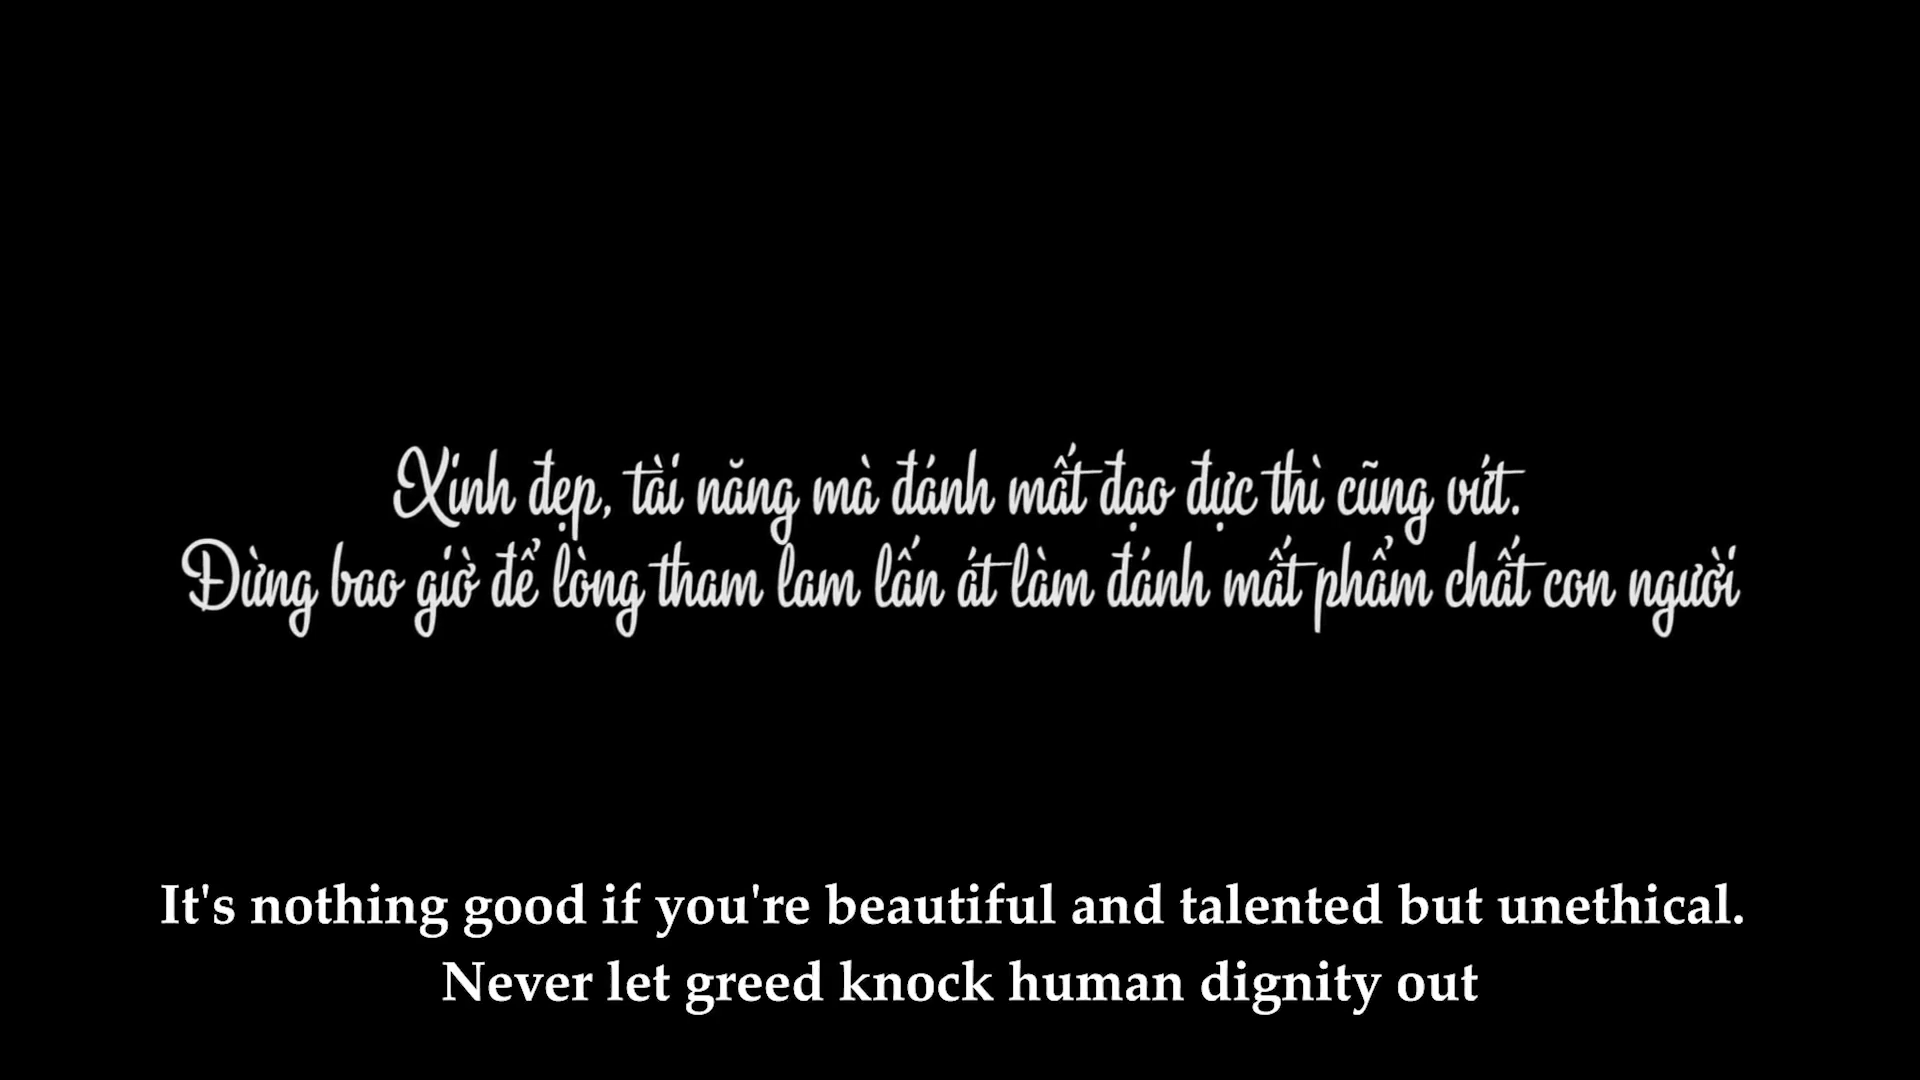 Xinh đẹp, tài năng mà đánh mất đạo đực thì cũng vứt.
Đừng bao giờ để lòng tham lam lấn át làm đánh mất phẩm chất con người
It's nothing good if you're beautiful and talented but unethical.
Never let greed knock human dignity out